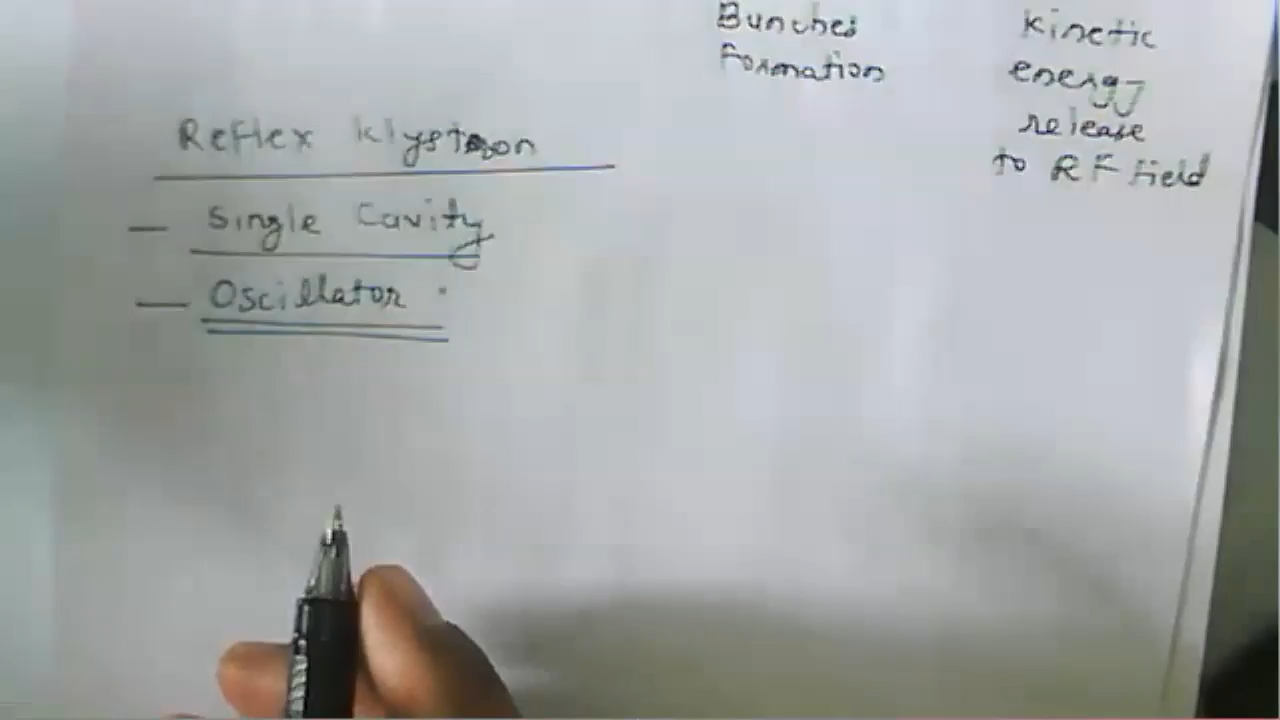 Bunches
Formation
kinetic
energy
release
to RF field
Reflex klystron
— Single Cavity
— Oscillator